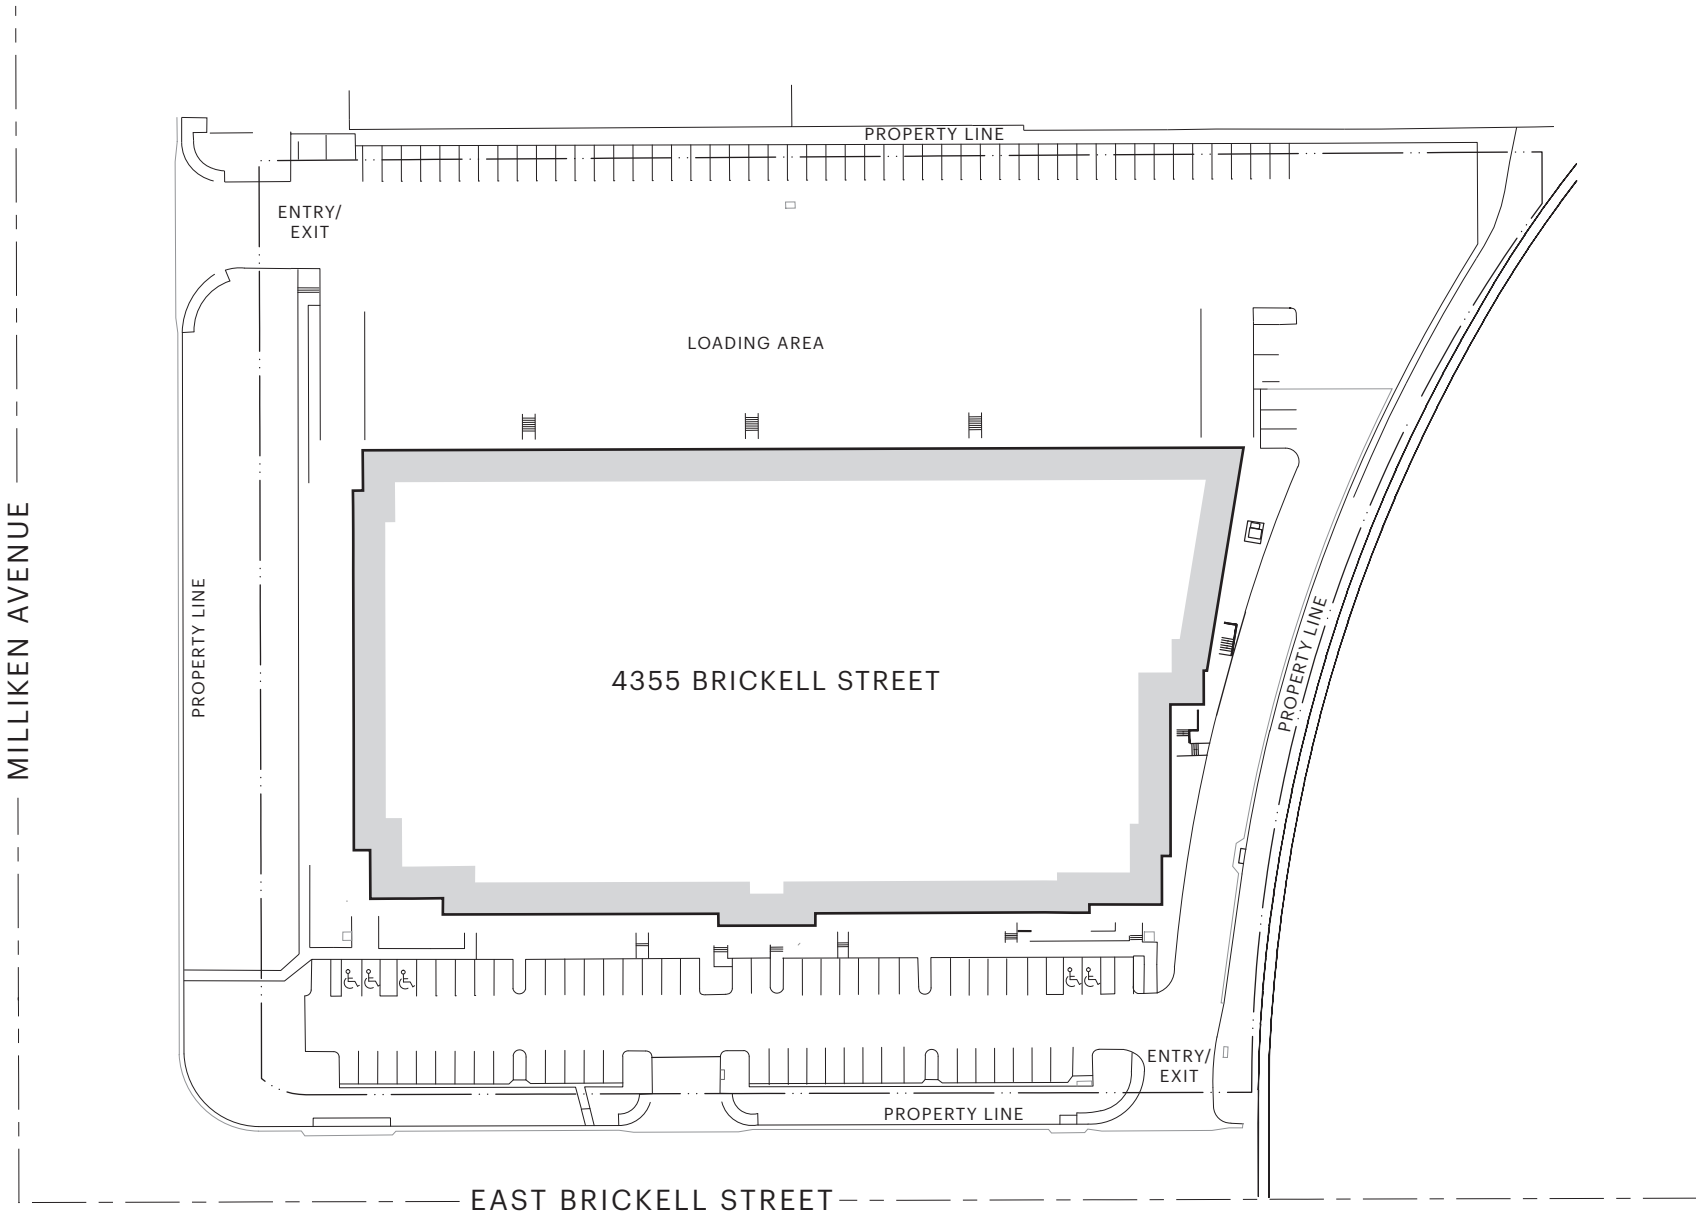 PROPERTY LINE
ENTRY/
EXIT
LOADING AREA
MILLIKEN AVENUE
PROPERTY LINE
4355 BRICKELL STREET
PROPERTY LINE
ENTRY/
EXIT
PROPERTY LINE
EAST BRICKELL STREET